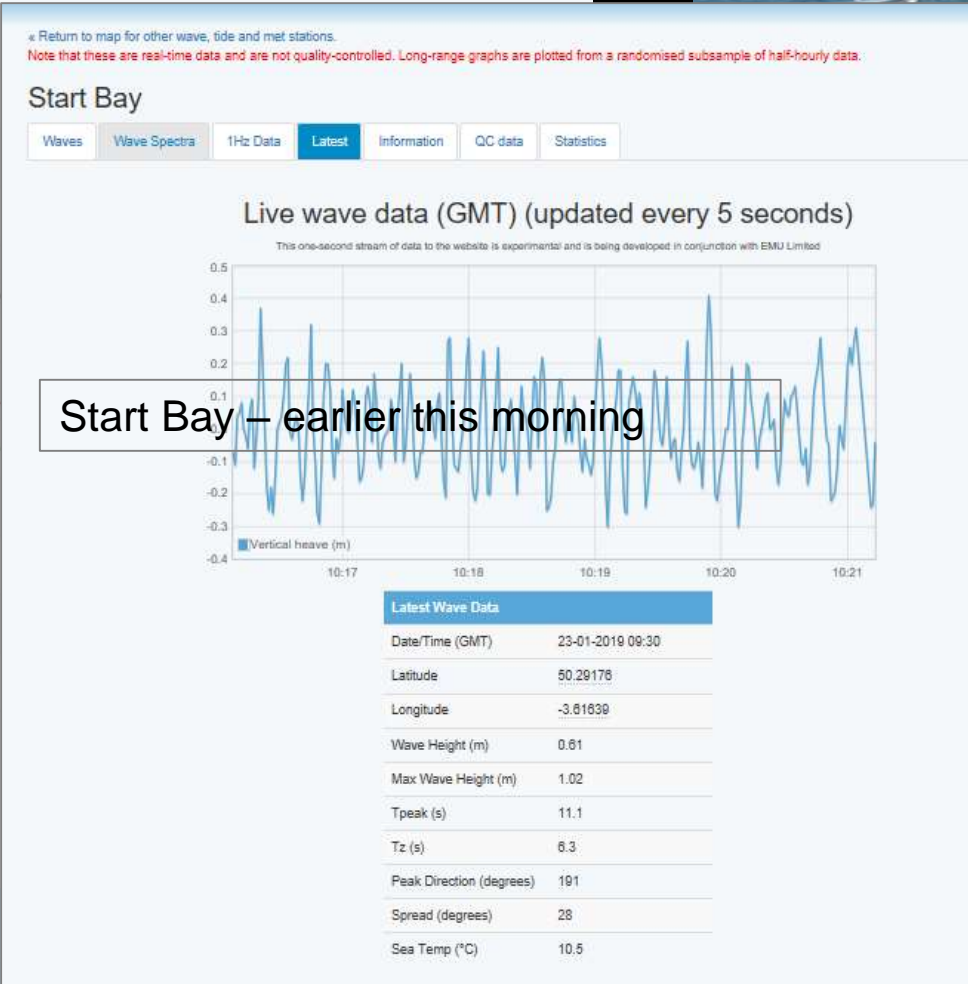 « Return to map for other wave, tide and met stations.
Note that these are real-time data and are not quality-controlled. Long-range graphs are plotted from a randomised subsample of half-hourly data.
Start Bay
Waves Wave Spectra 1Hz Data Latest Information QC data Statistics
Live wave data (GMT) (updated every 5 seconds)
This one-second stream of data to the website is experimental and is being developed in conjunction with EMU Limited
0.5
0.4
0.3
0.2
0.1
Start Bay – earlier this morning
-0.1
-0.2
-0.3
Vertical heave (m)
-0.4
10:17 10:18 10:19 10:20 10:21
Latest Wave Data
Date/Time (GMT) 23-01-2019 09:30
Latitude 50.29176
Longitude -3.61639
Wave Height (m) 0.61
Max Wave Height (m) 1.02
Tpeak (s) 11.1
Tz (s) 6.3
Peak Direction (degrees) 191
Spread (degrees) 28
Sea Temp (°C) 10.5